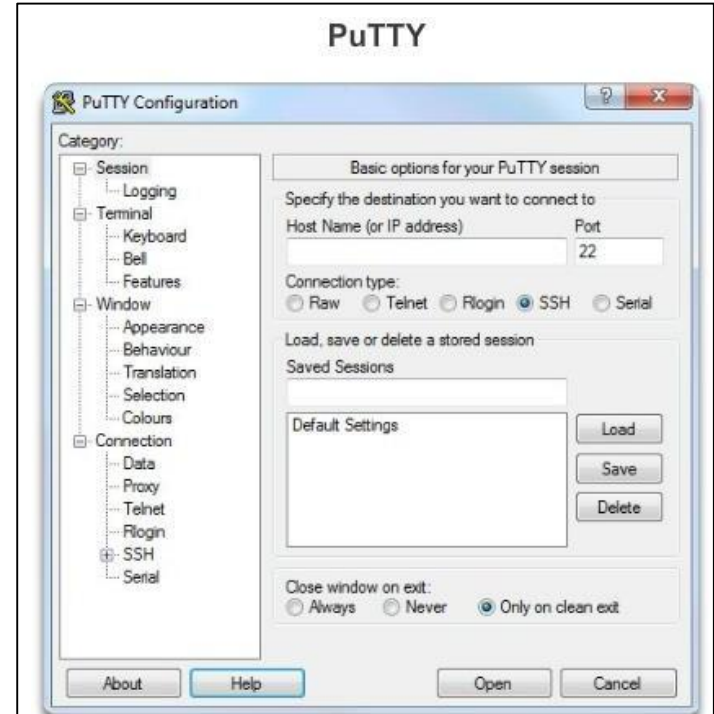 PuTTY
PuTTY Configuration
Category:
Session
Logging
Terminal
Keyboard
Bell
Features
Window
Appearance
Behaviour
Translation
Selection
Colours
Connection
Data
Proxy
Telnet
Rlogin
SSH
Serial
Basic options for your PuTTY session
Specify the destination you want to connect to
Host Name (or IP address) Port
22
Connection type:
Raw Telnet Rlogin SSH Serial
Load, save or delete a stored session
Saved Sessions
Default Settings
Load
Save
Delete
Close window on exit:
Always Never Only on clean exit
About Help Open Cancel